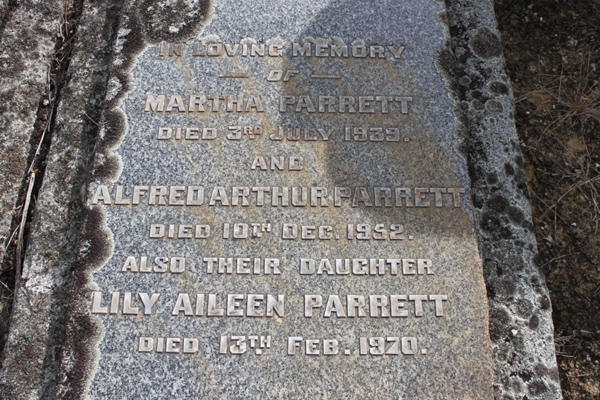 IN LOVING MEMORY
OF
MARTHA PARRETT
DIED 3RD JULY 1939.
AND
ALFRED ARTHUR PARRETT
DIED 10TH DEC. 1952.
ALSO THEIR DAUGHTER
LILY AILEEN PARRETT
DIED 13TH FEB. 1970.